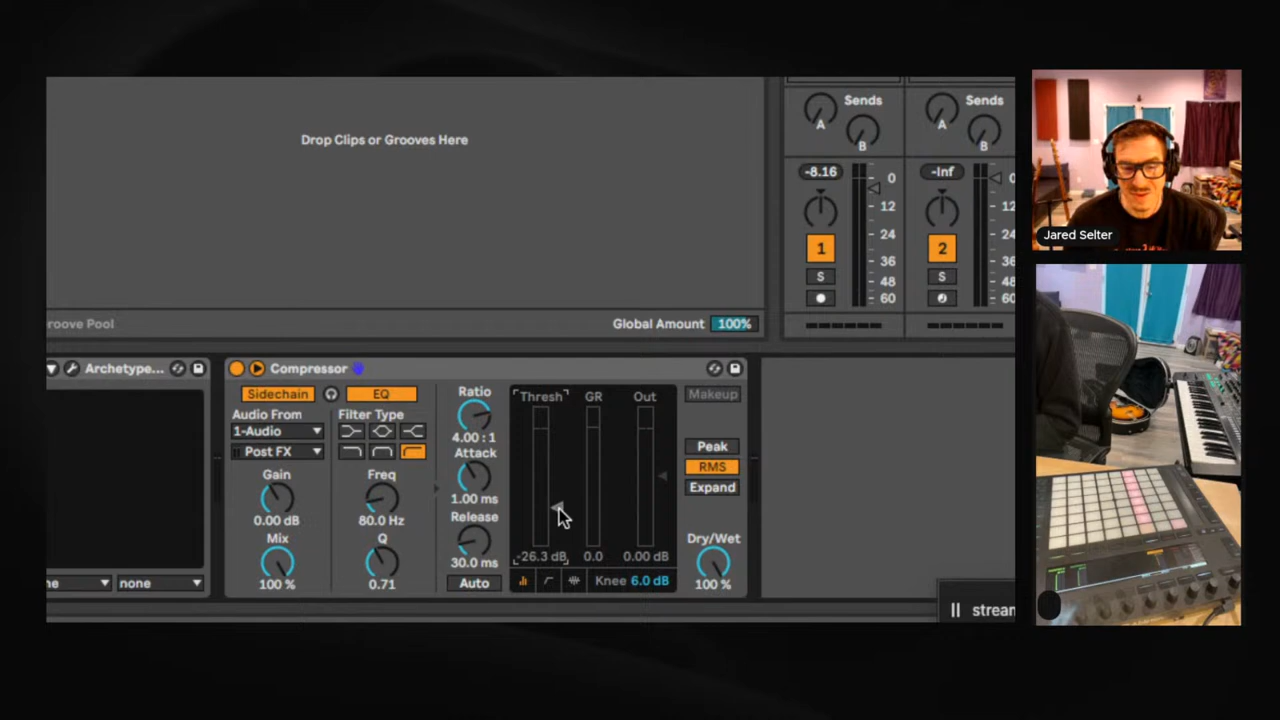 Drop Clips or Grooves Here
roove Pool
Global Amount 100%
Sends
A
B
-8.16
0
12
24
36
48
60
1
S
Sends
A
B
-Inf
0
12
24
36
48
60
2
S
Jared Selter
Archetype...
none
Compressor
Sidechain
EQ
Audio From
1-Audio
Post FX
Gain
0.00 dB
Mix
100 %
Filter Type
Freq
80.0 Hz
Q
0.71
Ratio
4.00 : 1
Attack
1.00 ms
Release
30.0 ms
Auto
Thresh
GR
Out
-26.3 dB
0.0
0.00 dB
Knee 6.0 dB
Makeup
Peak
RMS
Expand
Dry/Wet
100 %
stream